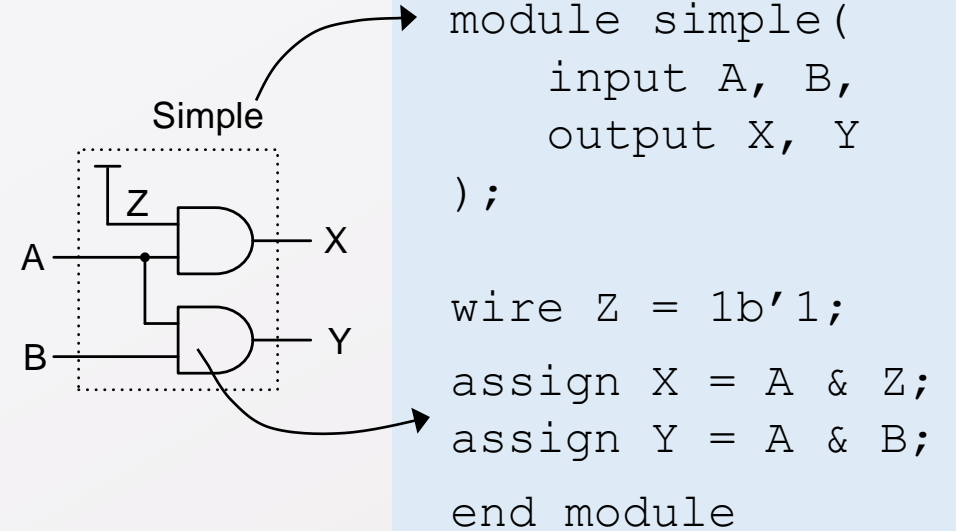 Simple
Z
A
X
B
Y
module simple(
input A, B,
output X, Y
);
wire Z = 1b’1;
assign X = A & Z;
assign Y = A & B;
end module